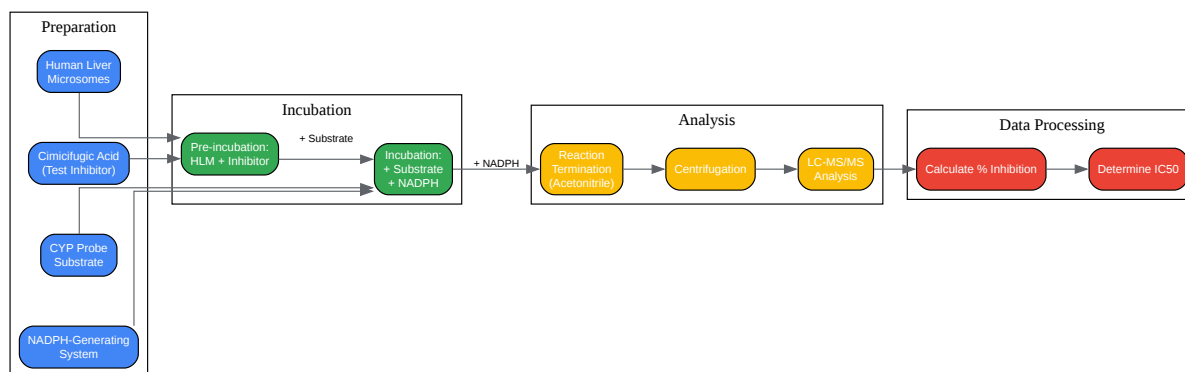 Preparation
Human Liver
Microsomes
Cimicifugic Acid
(Test Inhibitor)
CYP Probe
Substrate
NADPH-Generating
System
Incubation
Pre-incubation:
HLM + Inhibitor
+ Substrate
Incubation:
+ Substrate
+ NADPH
+ NADPH
Analysis
Reaction
Termination
(Acetonitrile)
Centrifugation
LC-MS/MS
Analysis
Data Processing
Calculate % Inhibition
Determine IC50